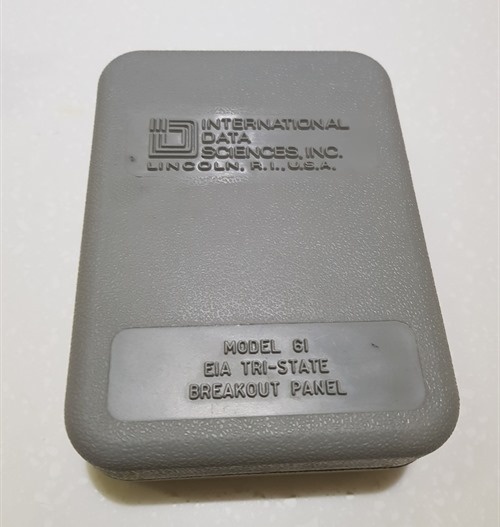 INTERNATIONAL
DATA
SCIENCES, INC.
LINCOLN, R.I., U.S.A.
MODEL 61
EIA TRI-STATE
BREAKOUT PANEL